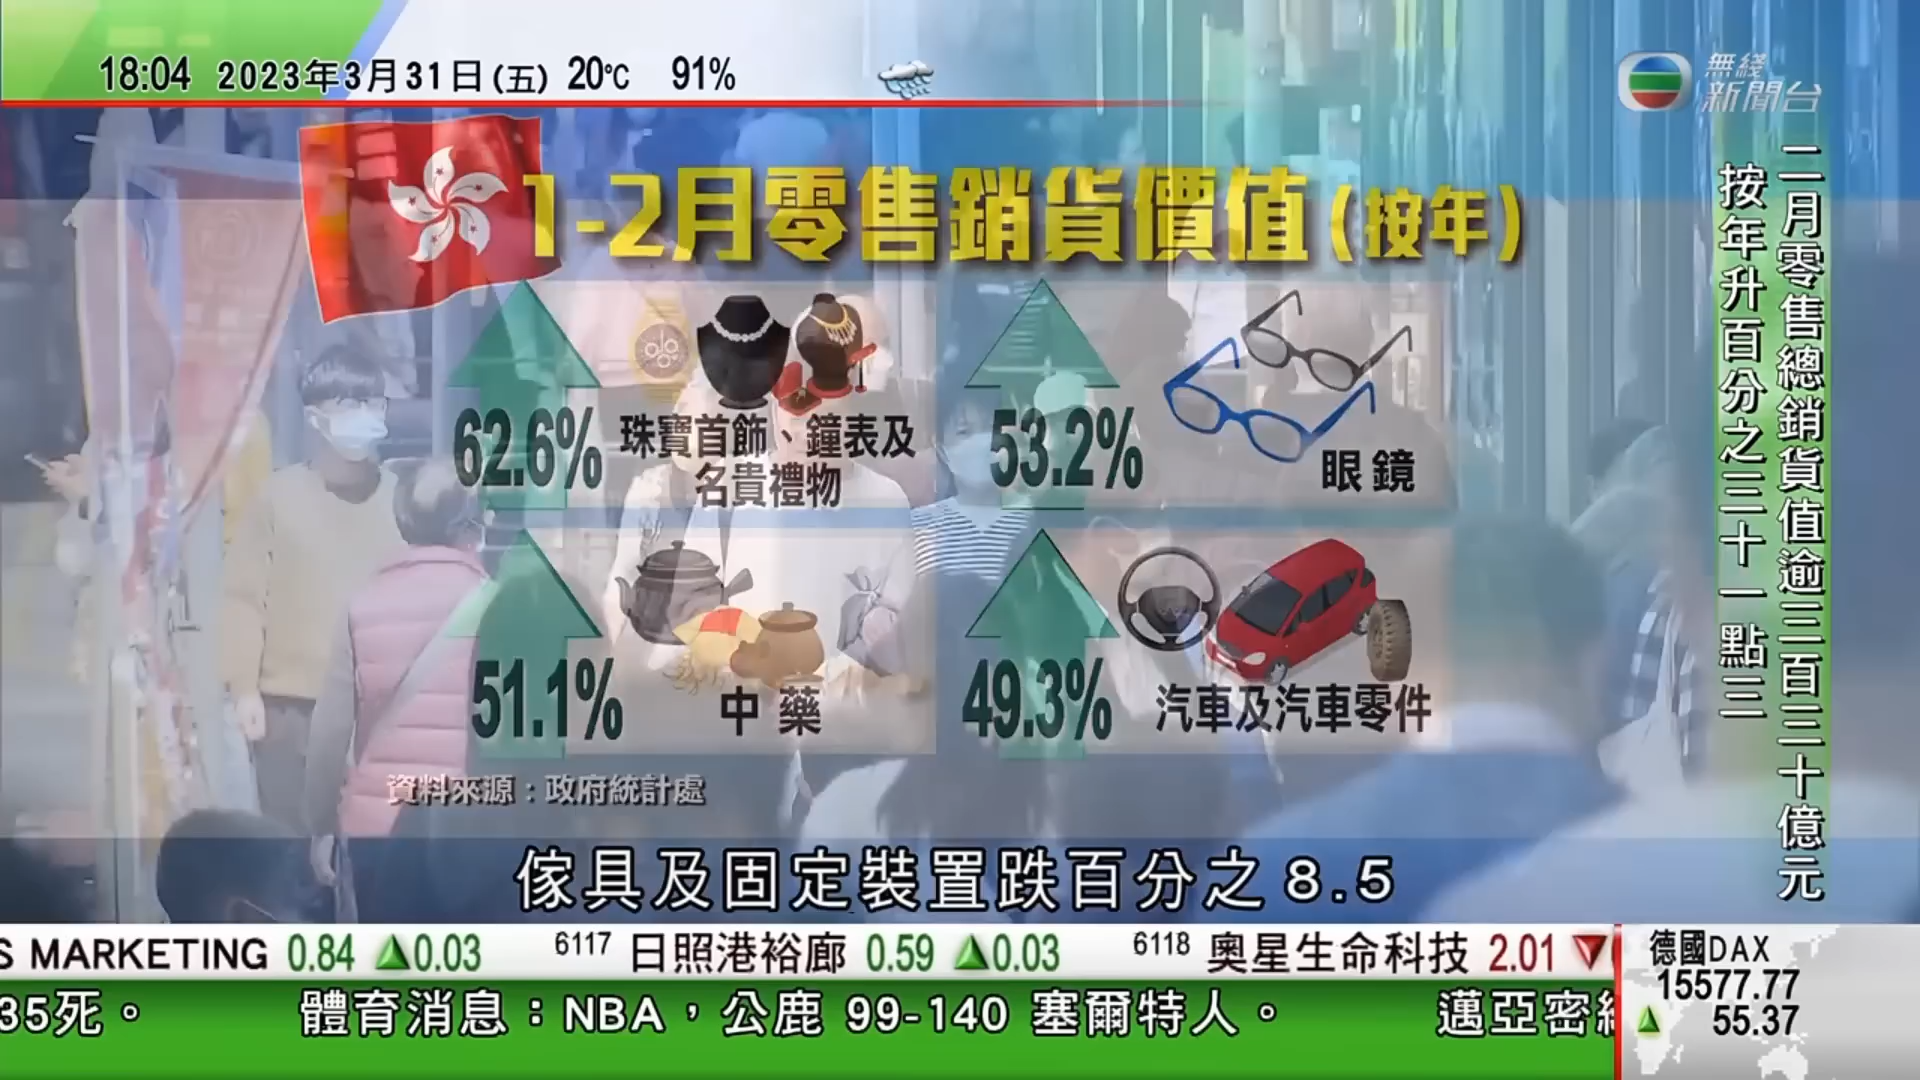 18:04 2023年3月31日(五) 20℃ 91%
無綫
新聞台
1-2月零售銷貨價值(按年)
62.6%
珠寶首飾、鐘表及
名貴禮物
53.2%
眼鏡
51.1%
中藥
49.3%
汽車及汽車零件
資料來源：政府統計處
二月零售總銷貨值逾三百三十億元
按年升百分之三十一點三
傢具及固定裝置跌百分之8.5
S MARKETING 0.84 ▲0.03 6117 日照港裕廊 0.59 ▲0.03 6118 奧星生命科技 2.01 ▼
35死。 體育消息：NBA，公鹿 99-140 塞爾特人。 邁亞密
德國DAX
15577.77
▲ 55.37